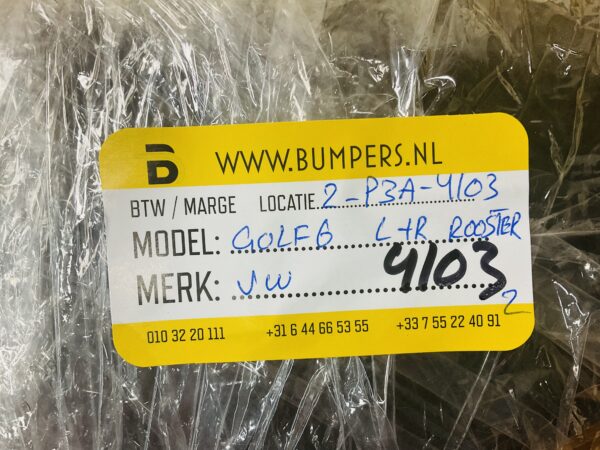 WWW.BUMPERS.NL
BTW / MARGE LOCATIE 2-P3A-4103
MODEL: GOLF 6 L+R ROOSTER
MERK: VW 4103
2
010 32 20 111 +31 6 44 66 53 55 +33 7 55 22 40 91